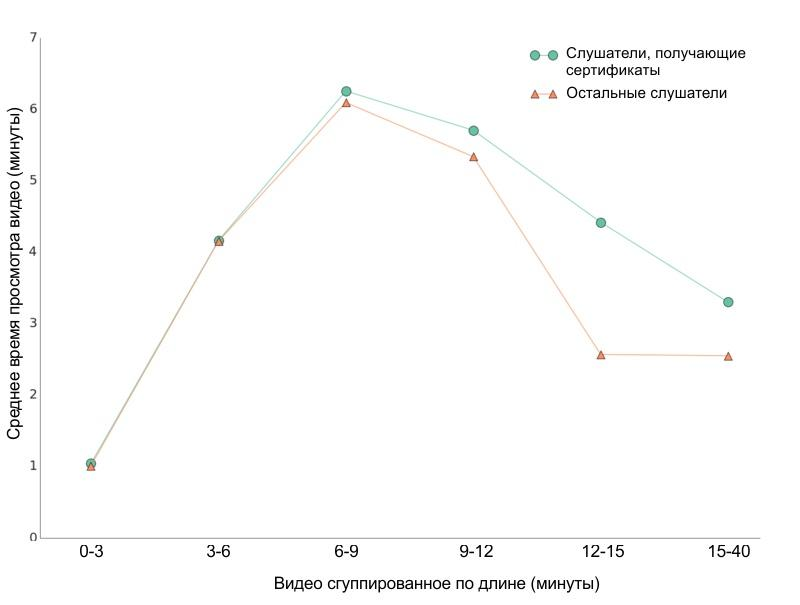 7
6
5
4
3
2
1
0
Среднее время просмотра видео (минуты)
Слушатели, получающие
сертификаты
Остальные слушатели
0-3 3-6 6-9 9-12 12-15 15-40
Видео сгуппированное по длине (минуты)